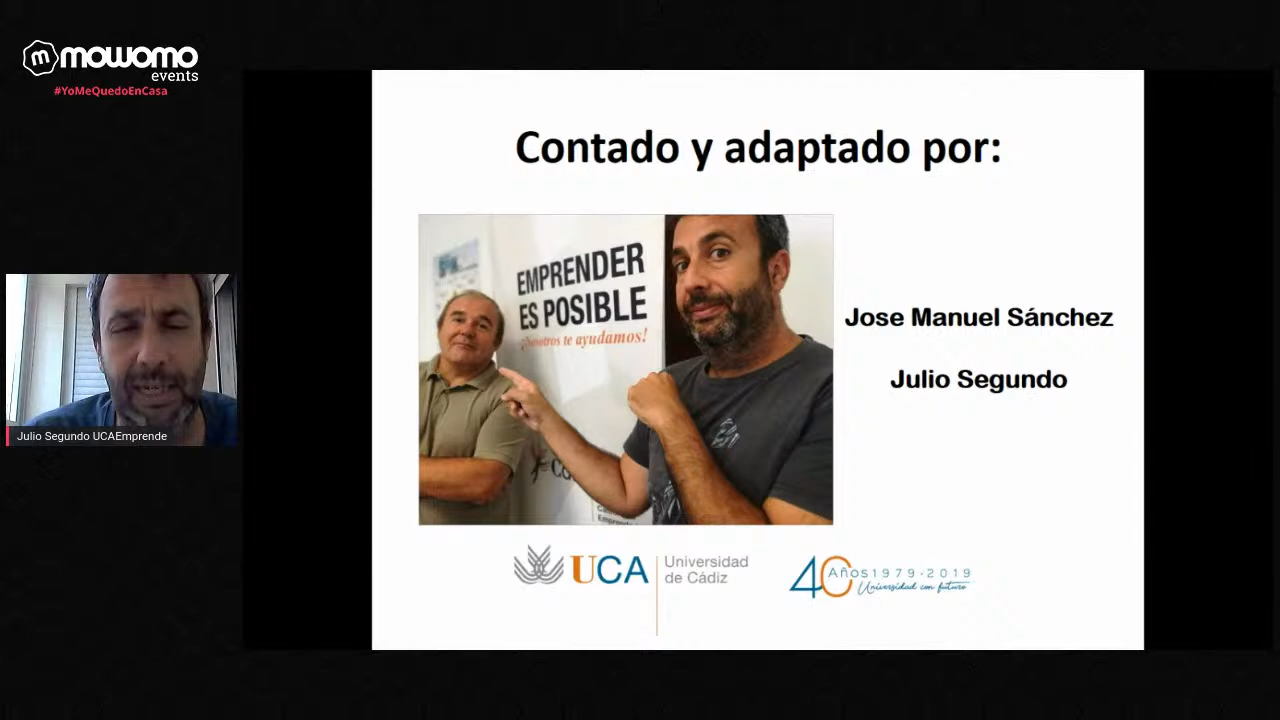 mowomo
events
#YoMeQuedoEnCasa
Contado y adaptado por:
EMPRENDER
ES POSIBLE
¡Nosotros te ayudamos!
Jose Manuel Sánchez
Julio Segundo
Julio Segundo UCAEmprende
UCA
Universidad
de Cádiz
40 Años 1979-2019
Universidad con futuro